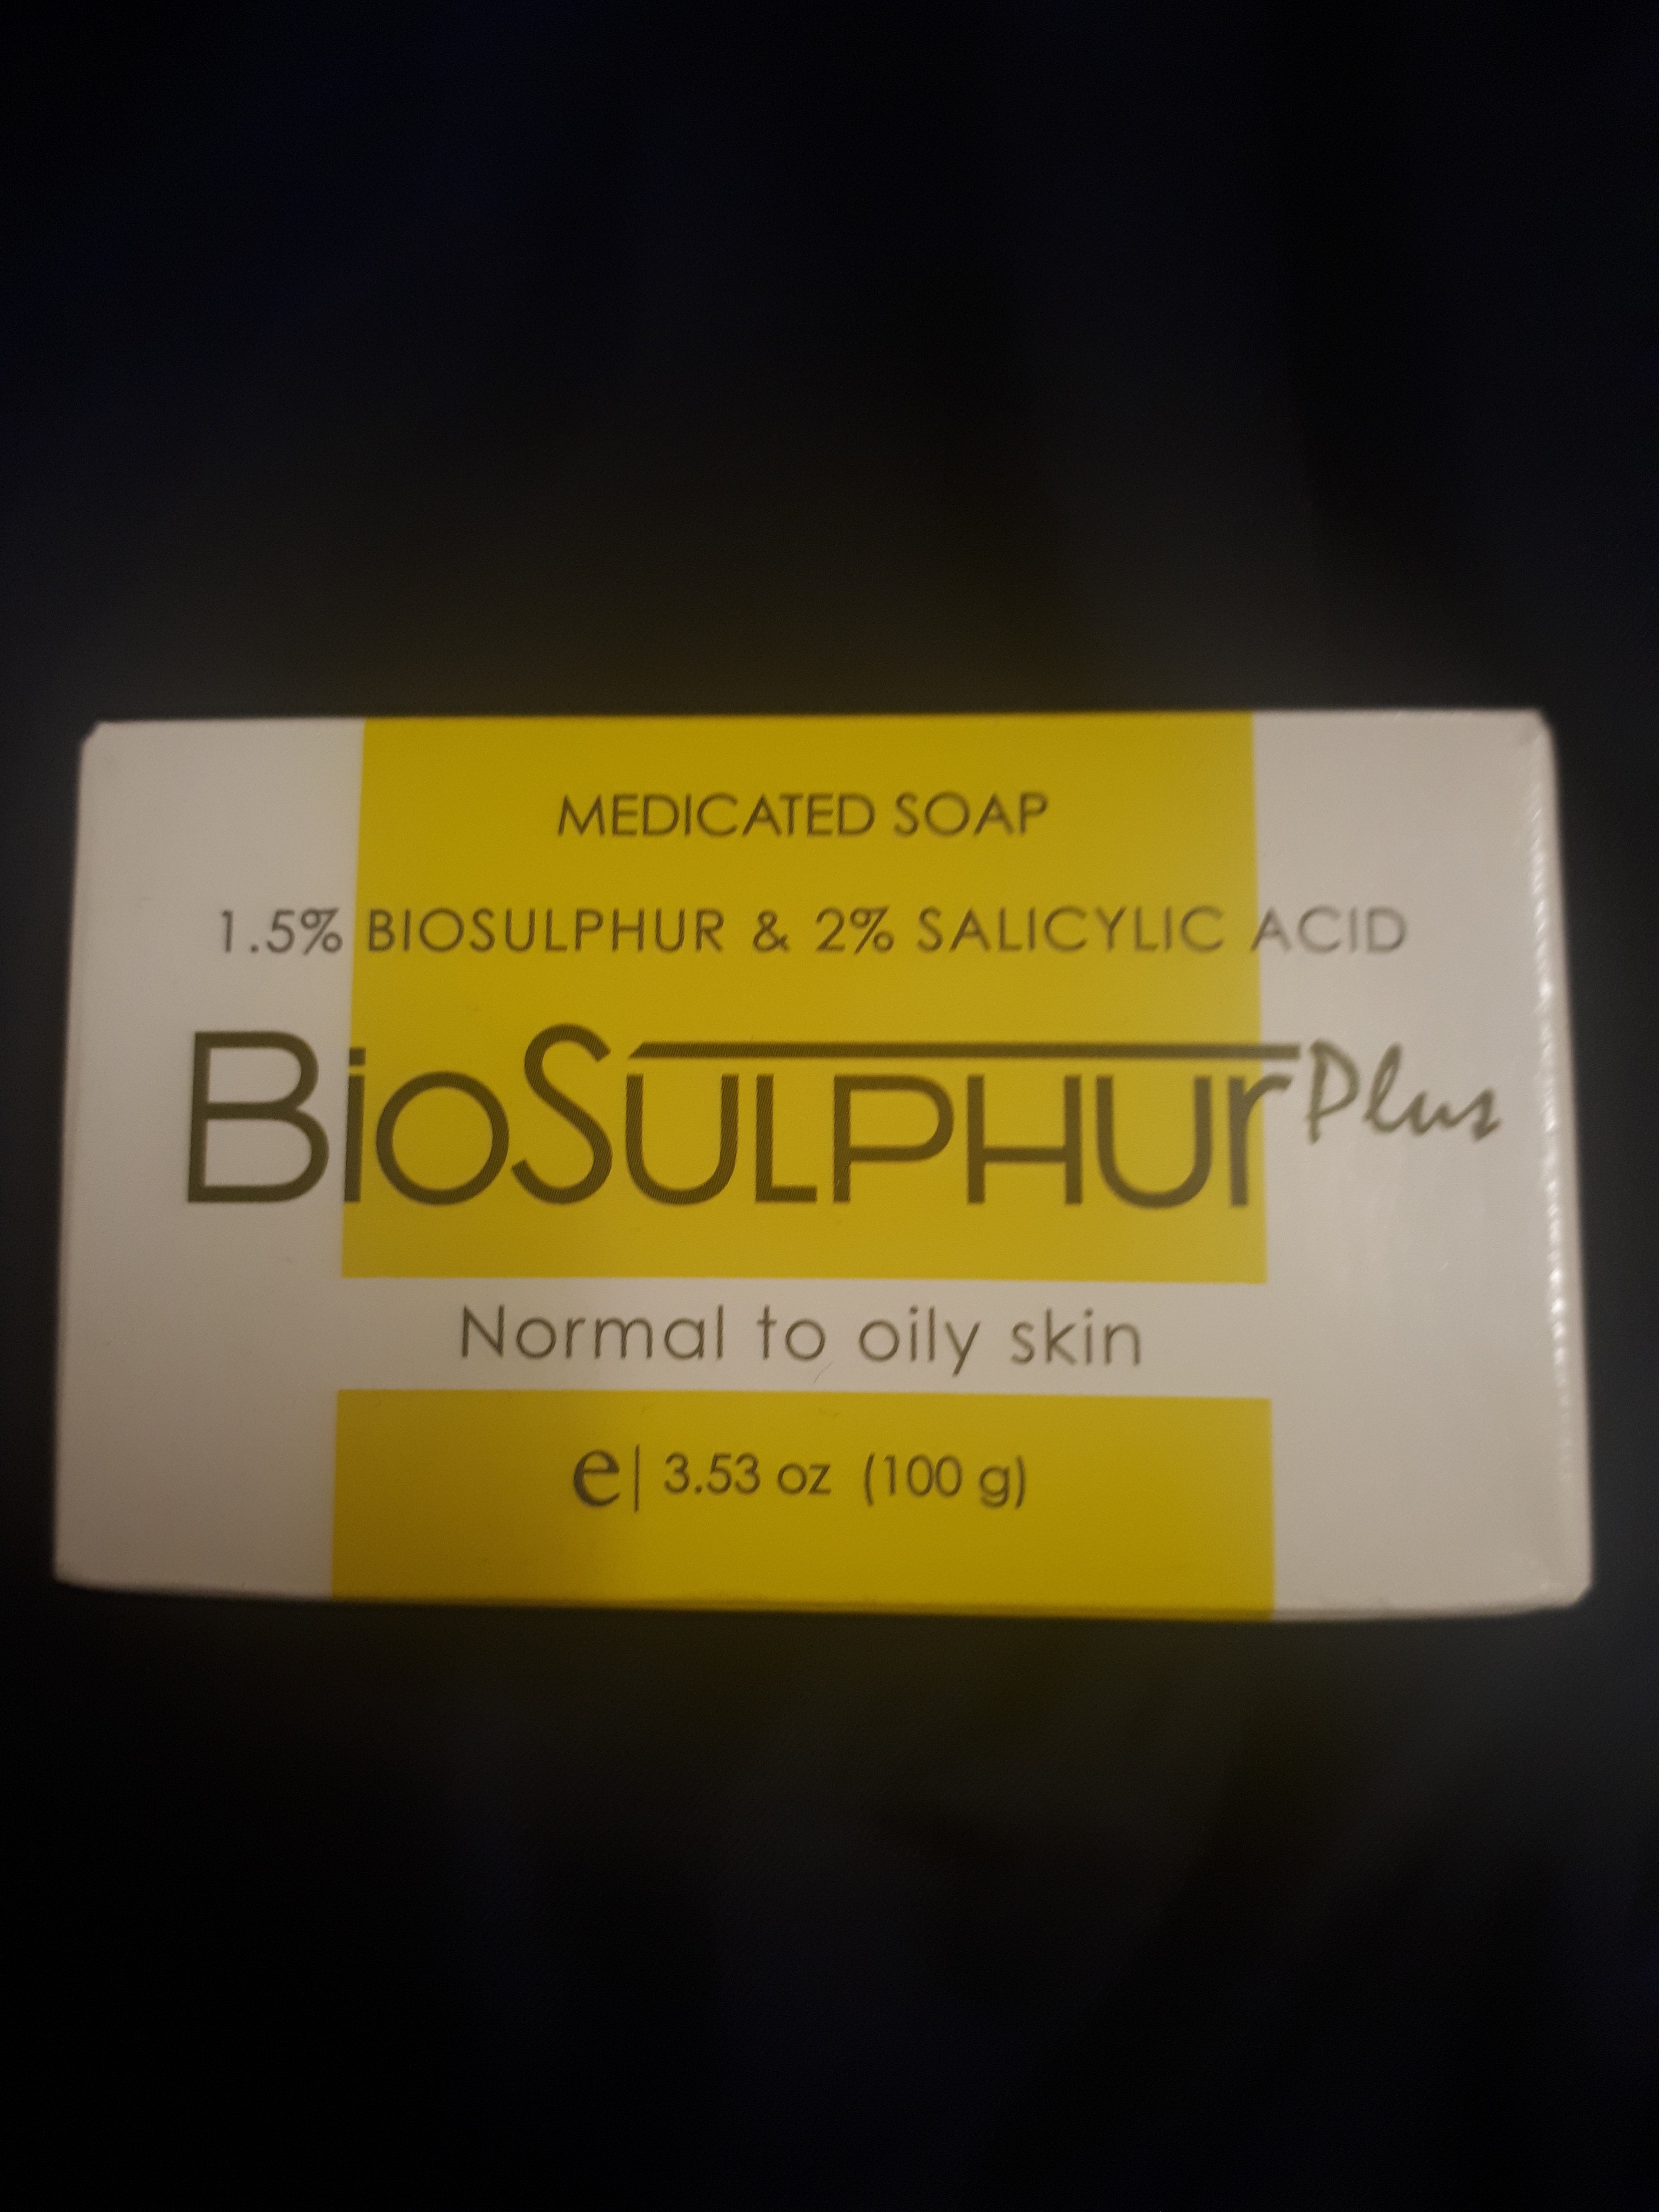 MEDICATED SOAP
1.5% BIOSULPHUR & 2% SALICYLIC ACID
BioSULPHUr Plus
Normal to oily skin
e| 3.53 oz (100 g)